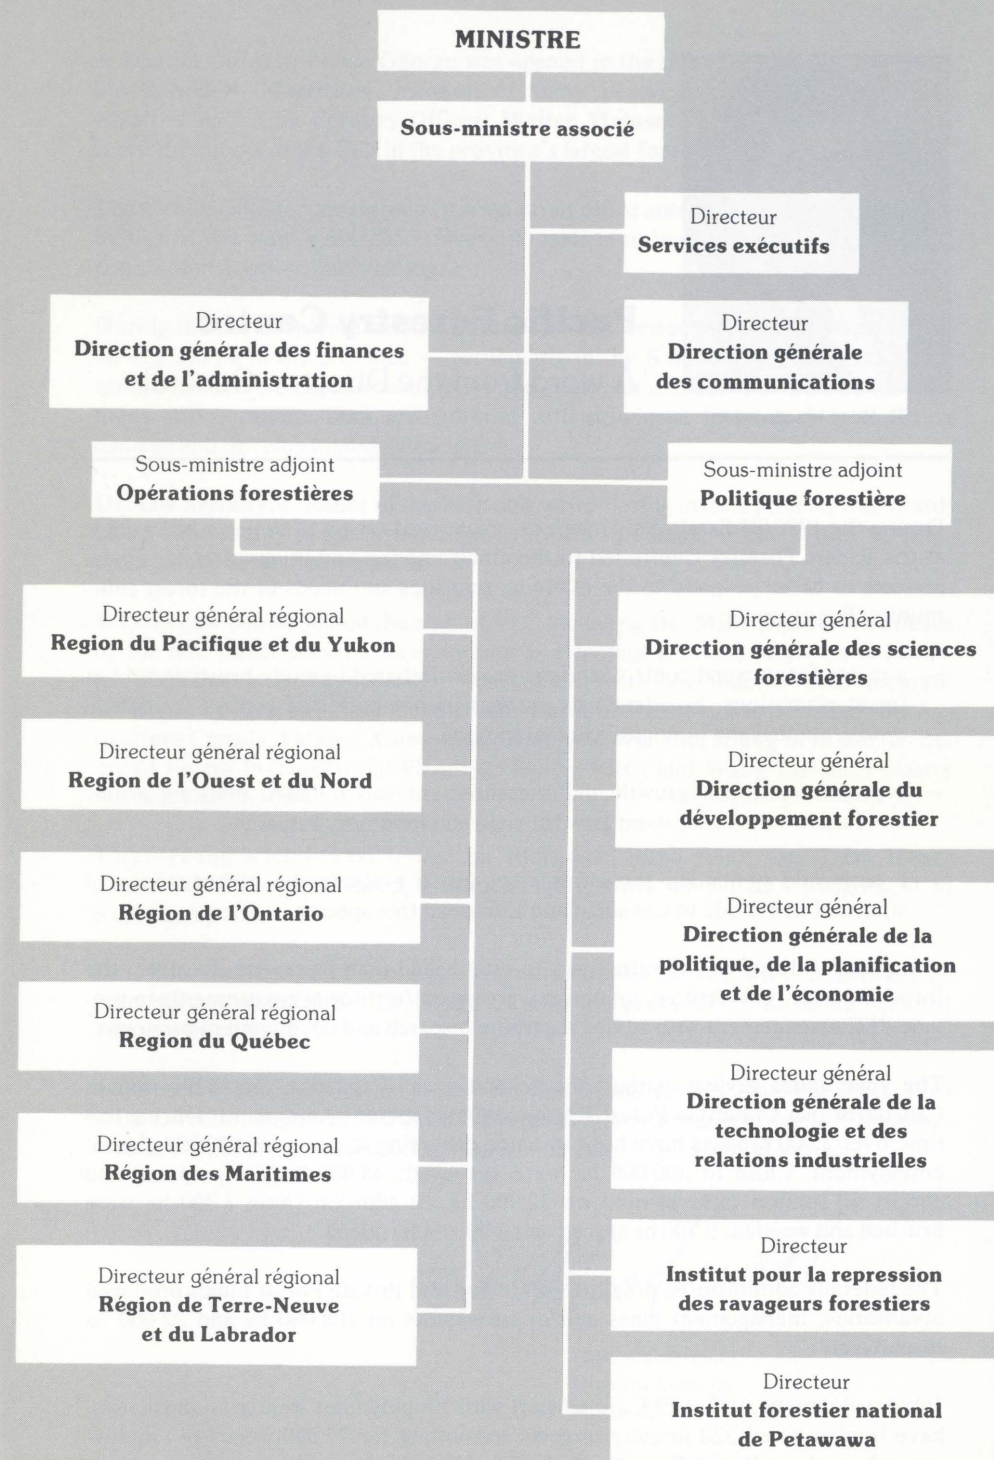 MINISTRE
Sous-ministre associé
Directeur
Services exécutifs
Directeur
Direction générale des finances
et de l'administration
Directeur
Direction générale
des communications
Sous-ministre adjoint
Opérations forestières
Sous-ministre adjoint
Politique forestière
Directeur général régional
Region du Pacifique et du Yukon
Directeur général régional
Region de l'Ouest et du Nord
Directeur général régional
Région de l'Ontario
Directeur général régional
Region du Québec
Directeur général régional
Région des Maritimes
Directeur général régional
Région de Terre-Neuve
et du Labrador
Directeur général
Direction générale des sciences
forestières
Directeur général
Direction générale du
développement forestier
Directeur général
Direction générale de la
politique, de la planification
et de l'économie
Directeur général
Direction générale de la
technologie et des
relations industrielles
Directeur
Institut pour la repression
des ravageurs forestiers
Directeur
Institut forestier national
de Petawawa